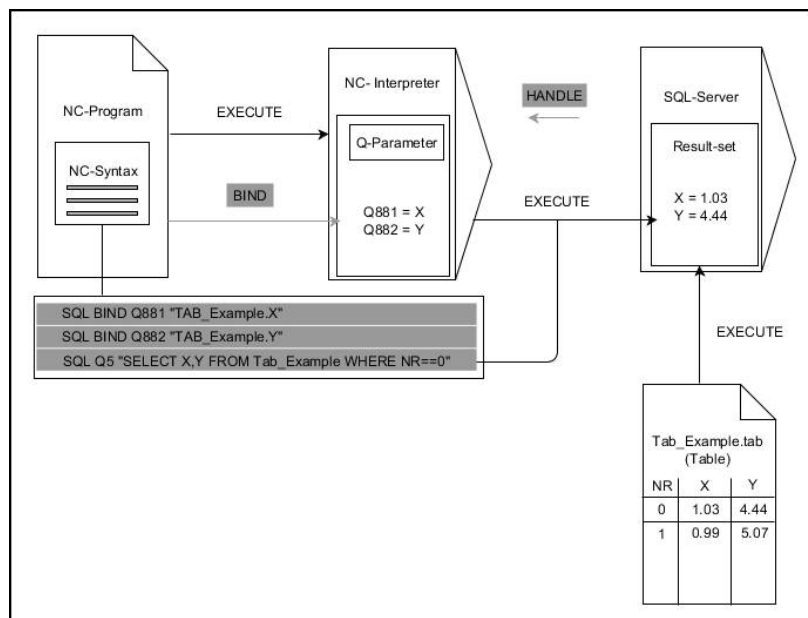 NC-Program
NC-Syntax
EXECUTE
BIND
NC- Interpreter
Q-Parameter
Q881 = X
Q882 = Y
HANDLE
EXECUTE
SQL-Server
Result-set
X = 1.03
Y = 4.44
SQL BIND Q881 "TAB_Example.X"
SQL BIND Q882 "TAB_Example.Y"
SQL Q5 "SELECT X,Y FROM Tab_Example WHERE NR==0"
EXECUTE
Tab_Example.tab
(Table)
NR X Y
0 1.03 4.44
1 0.99 5.07